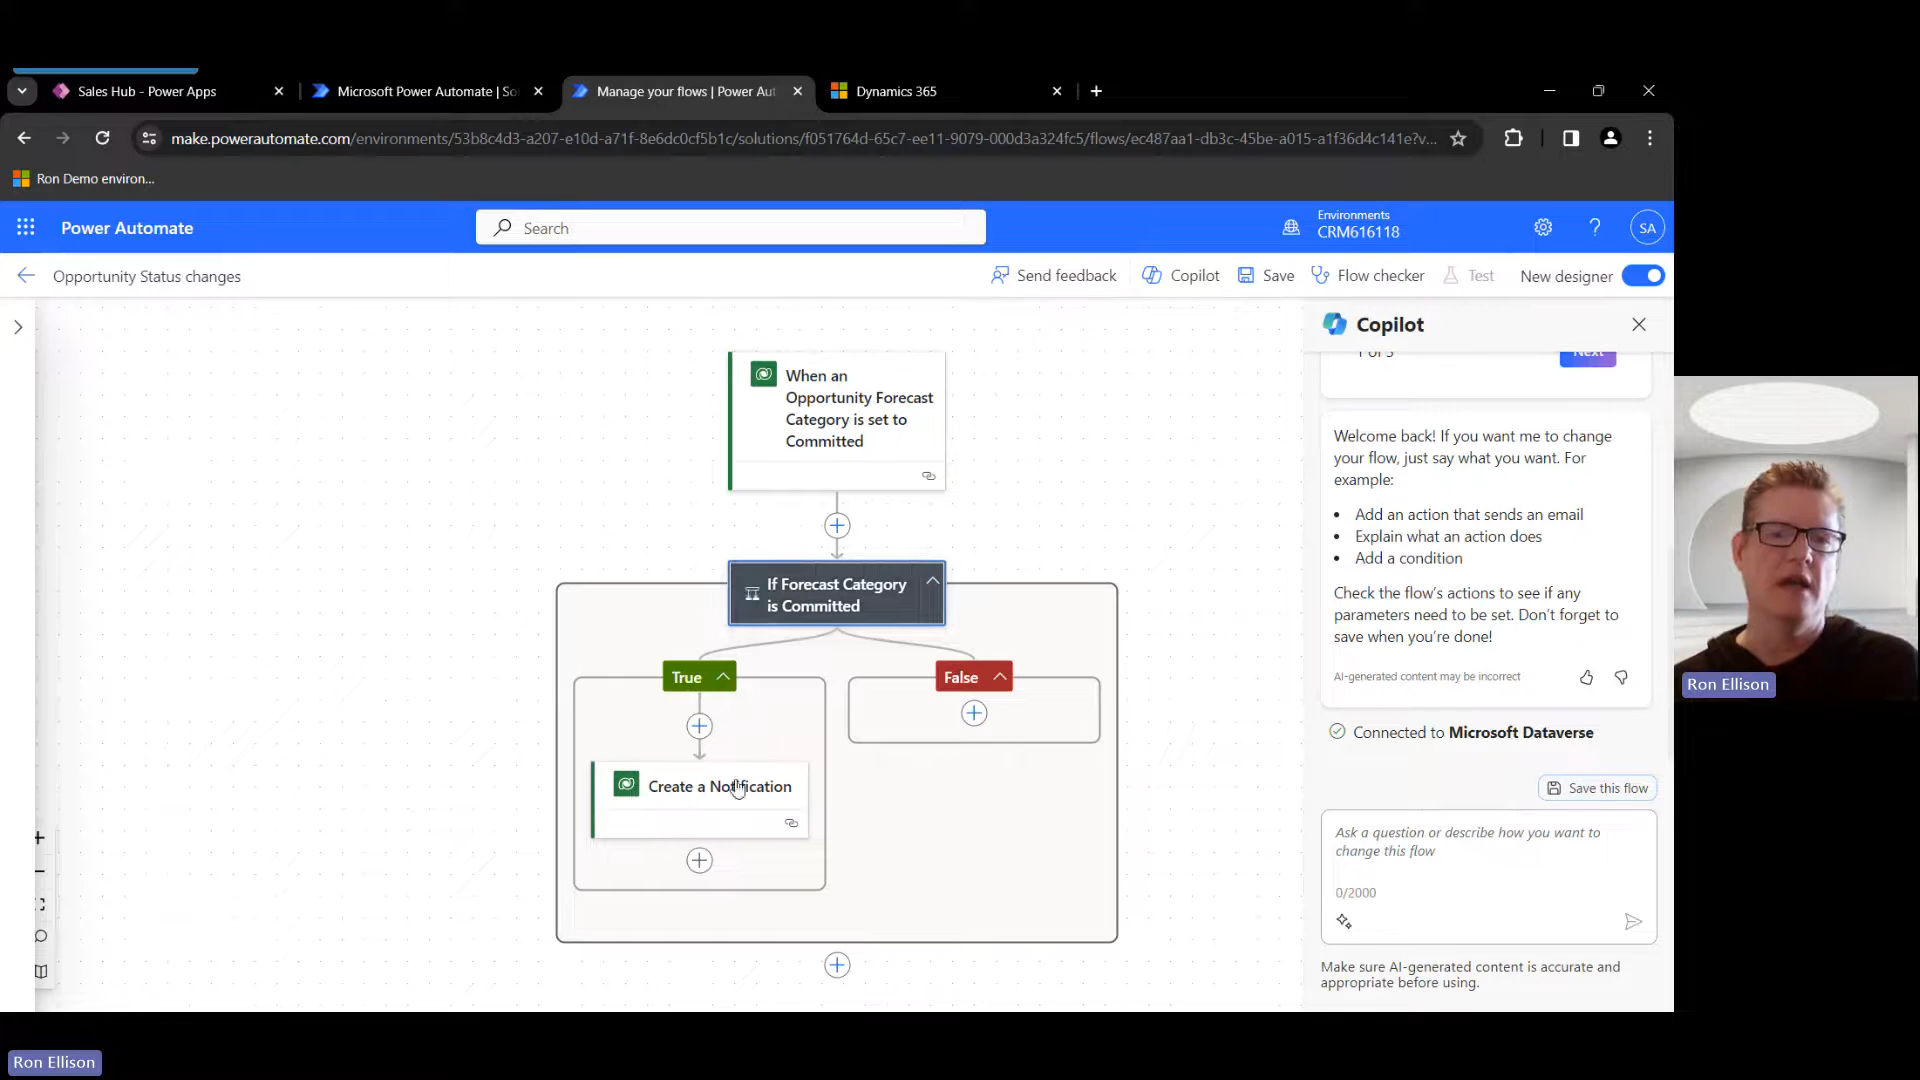 Sales Hub - Power Apps
Microsoft Power Automate | So
Manage your flows | Power Aut
Dynamics 365
make.powerautomate.com/environments/53b8c4d3-a207-e10d-a71f-8e6dc0cf5b1c/solutions/f051764d-65c7-ee11-9079-000d3a324fc5/flows/ec487aa1-db3c-45be-a015-a1f36d4c141e?v...
Ron Demo environ...
Power Automate
Search
Environments
CRM616118
SA
Opportunity Status changes
Send feedback
Copilot
Save
Flow checker
Test
New designer
Copilot
1 of 5
Next
When an
Opportunity Forecast
Category is set to
Committed
If Forecast Category
is Committed
True
False
Create a Notification
Welcome back! If you want me to change
your flow, just say what you want. For
example:
• Add an action that sends an email
• Explain what an action does
• Add a condition
Check the flow's actions to see if any
parameters need to be set. Don't forget to
save when you're done!
AI-generated content may be incorrect
Connected to Microsoft Dataverse
Save this flow
Ask a question or describe how you want to
change this flow
0/2000
Make sure AI-generated content is accurate and
appropriate before using.
Ron Ellison
Ron Ellison